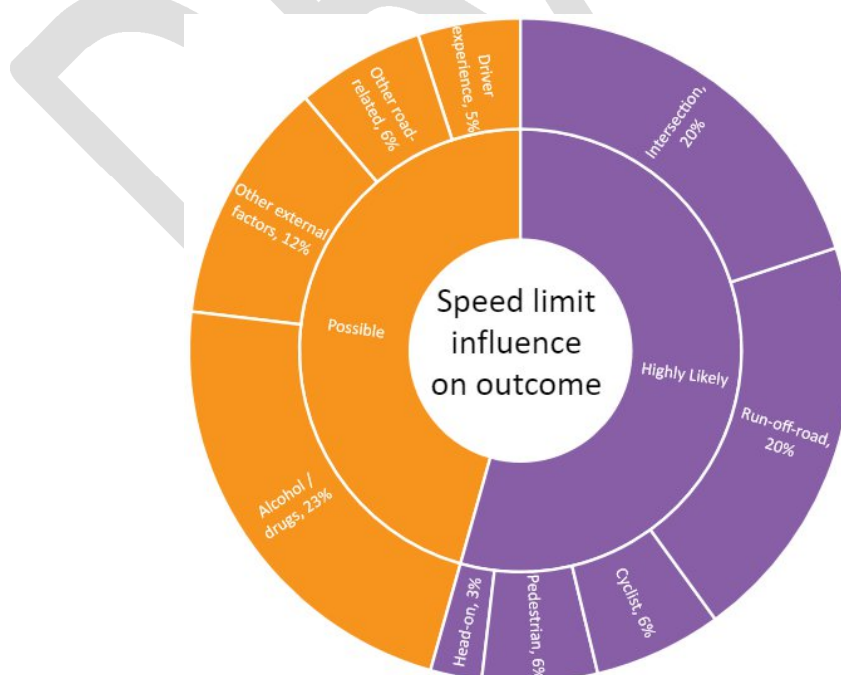 Speed limit
influence
on outcome
Highly Likely
Intersection,
20%
Run-off-road,
20%
Cyclist, 6%
Pedestrian, 6%
Head-on, 3%
Possible
Alcohol /
drugs, 23%
Other external
factors, 12%
Other road-
related, 6%
Driver
experience, 5%